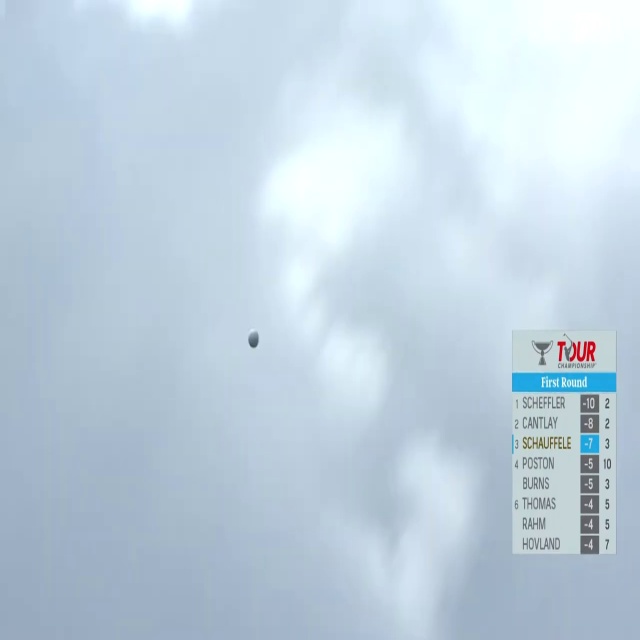 TOUR
CHAMPIONSHIP
First Round
1 SCHEFFLER -10 2
2 CANTLAY -8 2
3 SCHAUFFELE -7 3
4 POSTON -5 10
BURNS -5 3
6 THOMAS -4 5
RAHM -4 5
HOVLAND -4 7